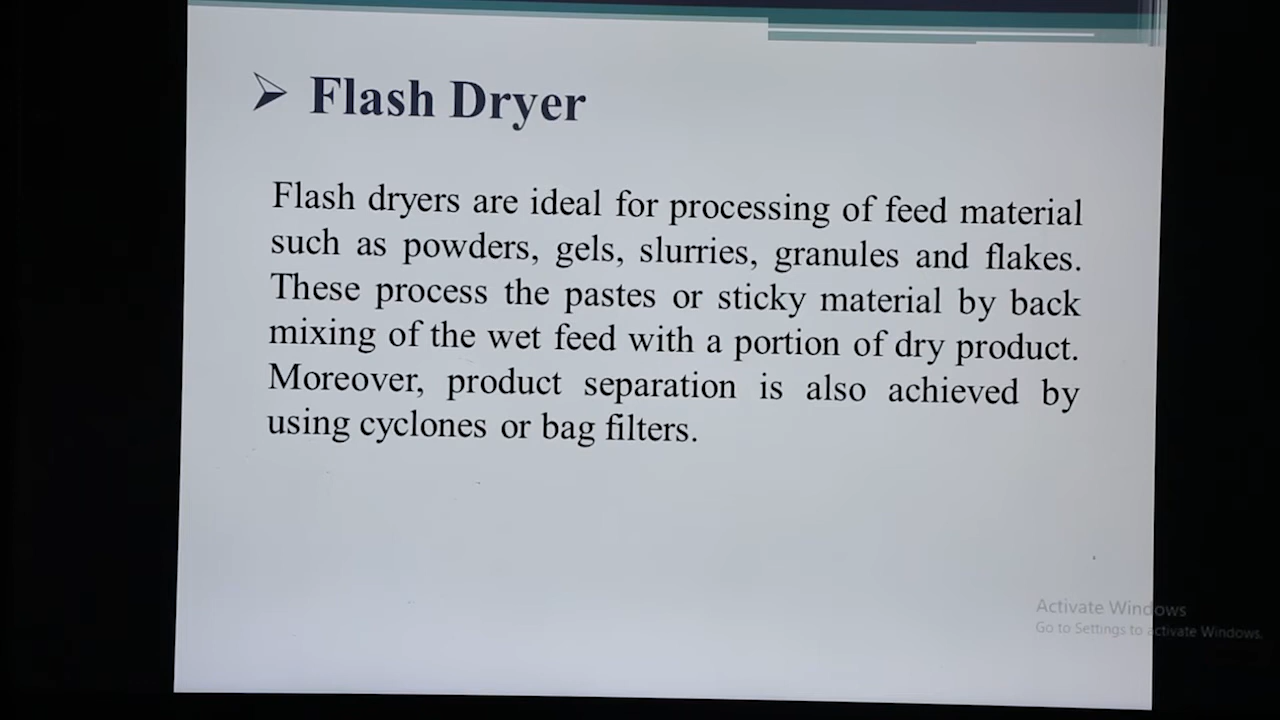 Flash Dryer
Flash dryers are ideal for processing of feed material
such as powders, gels, slurries, granules and flakes.
These process the pastes or sticky material by back
mixing of the wet feed with a portion of dry product.
Moreover, product separation is also achieved by
using cyclones or bag filters.
Activate Windows
Go to Settings to activate Windows.